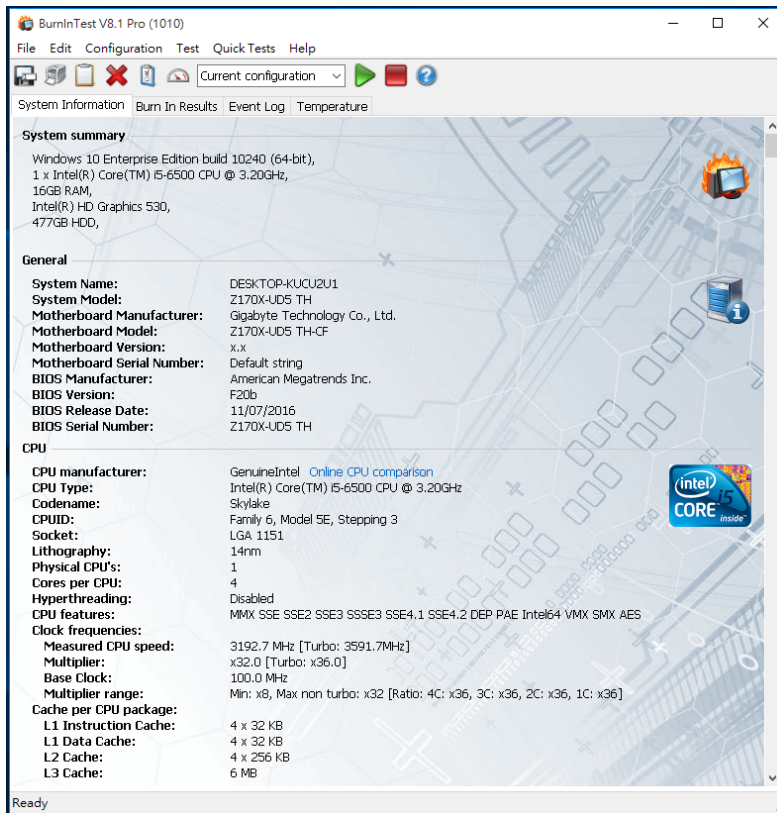 BurnInTest V8.1 Pro (1010)
File Edit Configuration Test Quick Tests Help
Current configuration
System Information Burn In Results Event Log Temperature
System summary
Windows 10 Enterprise Edition build 10240 (64-bit),
1 x Intel(R) Core(TM) i5-6500 CPU @ 3.20GHz,
16GB RAM,
Intel(R) HD Graphics 530,
477GB HDD,
General
System Name: DESKTOP-KUCU2U1
System Model: Z170X-UD5 TH
Motherboard Manufacturer: Gigabyte Technology Co., Ltd.
Motherboard Model: Z170X-UD5 TH-CF
Motherboard Version: x.x
Motherboard Serial Number: Default string
BIOS Manufacturer: American Megatrends Inc.
BIOS Version: F20b
BIOS Release Date: 11/07/2016
BIOS Serial Number: Z170X-UD5 TH
CPU
CPU manufacturer: GenuineIntel Online CPU comparison
CPU Type: Intel(R) Core(TM) i5-6500 CPU @ 3.20GHz
Codename: Skylake
CPUID: Family 6, Model 5E, Stepping 3
Socket: LGA 1151
Lithography: 14nm
Physical CPU's: 1
Cores per CPU: 4
Hyperthreading: Disabled
CPU features: MMX SSE SSE2 SSE3 SSSE3 SSE4.1 SSE4.2 DEP PAE Intel64 VMX SMX AES
Clock frequencies:
Measured CPU speed: 3192.7 MHz [Turbo: 3591.7MHz]
Multiplier: x32.0 [Turbo: x36.0]
Base Clock: 100.0 MHz
Multiplier range: Min: x8, Max non turbo: x32 [Ratio: 4C: x36, 3C: x36, 2C: x36, 1C: x36]
Cache per CPU package:
L1 Instruction Cache: 4 x 32 KB
L1 Data Cache: 4 x 32 KB
L2 Cache: 4 x 256 KB
L3 Cache: 6 MB
intel
CORE i5
inside
Ready